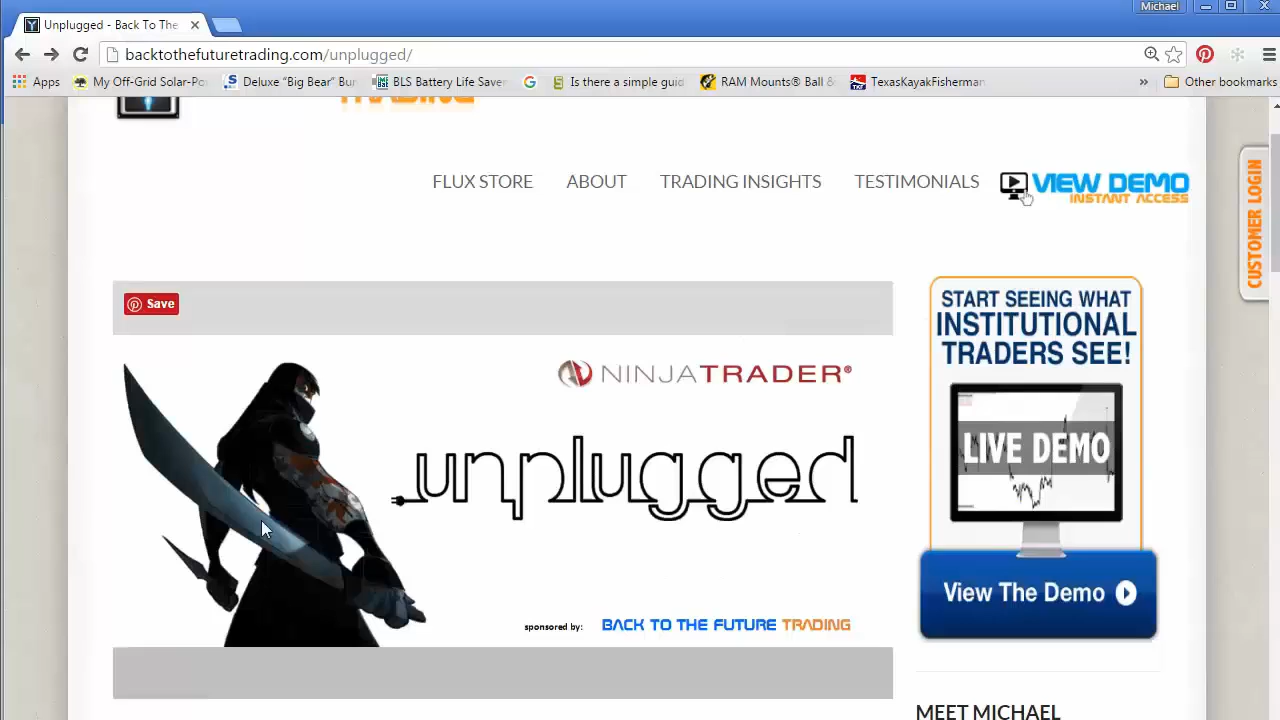 Michael
Unplugged - Back To The
backtothefuturetrading.com/unplugged/
Apps
My Off-Grid Solar-Po
Deluxe "Big Bear" Bu
BLS Battery Life Save
Is there a simple guid
RAM Mounts® Ball &
TexasKayakFisherman
»
Other bookmarks
TRADING
FLUX STORE
ABOUT
TRADING INSIGHTS
TESTIMONIALS
VIEW DEMO
INSTANT ACCESS
CUSTOMER LOGIN
Save
NINJATRADER®
unplugged
sponsored by: BACK TO THE FUTURE TRADING
START SEEING WHAT
INSTITUTIONAL
TRADERS SEE!
LIVE DEMO
View The Demo
MEET MICHAEL